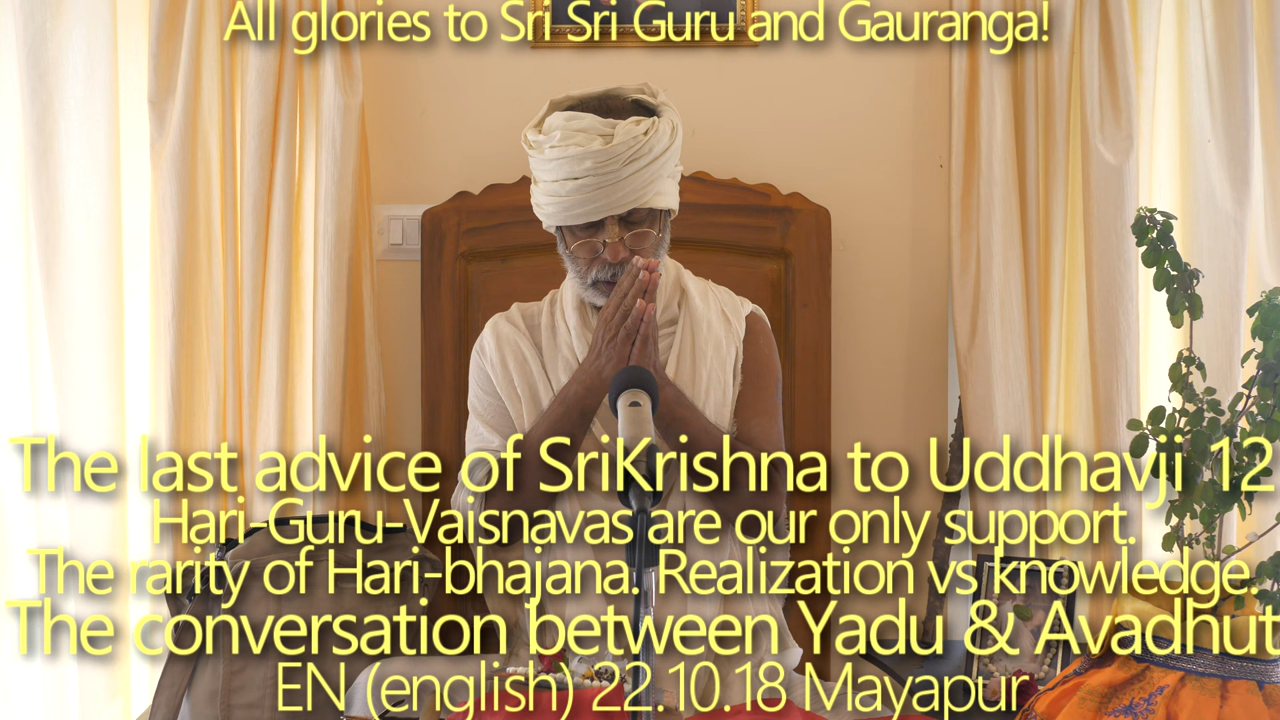 All glories to Sri Sri Guru and Gauranga!
The last advice of SriKrishna to Uddhavji 12
Hari-Guru-Vaisnavas are our only support.
The rarity of Hari-bhajana. Realization vs knowledge.
The conversation between Yadu & Avadhut
EN (english) 22.10.18 Mayapur